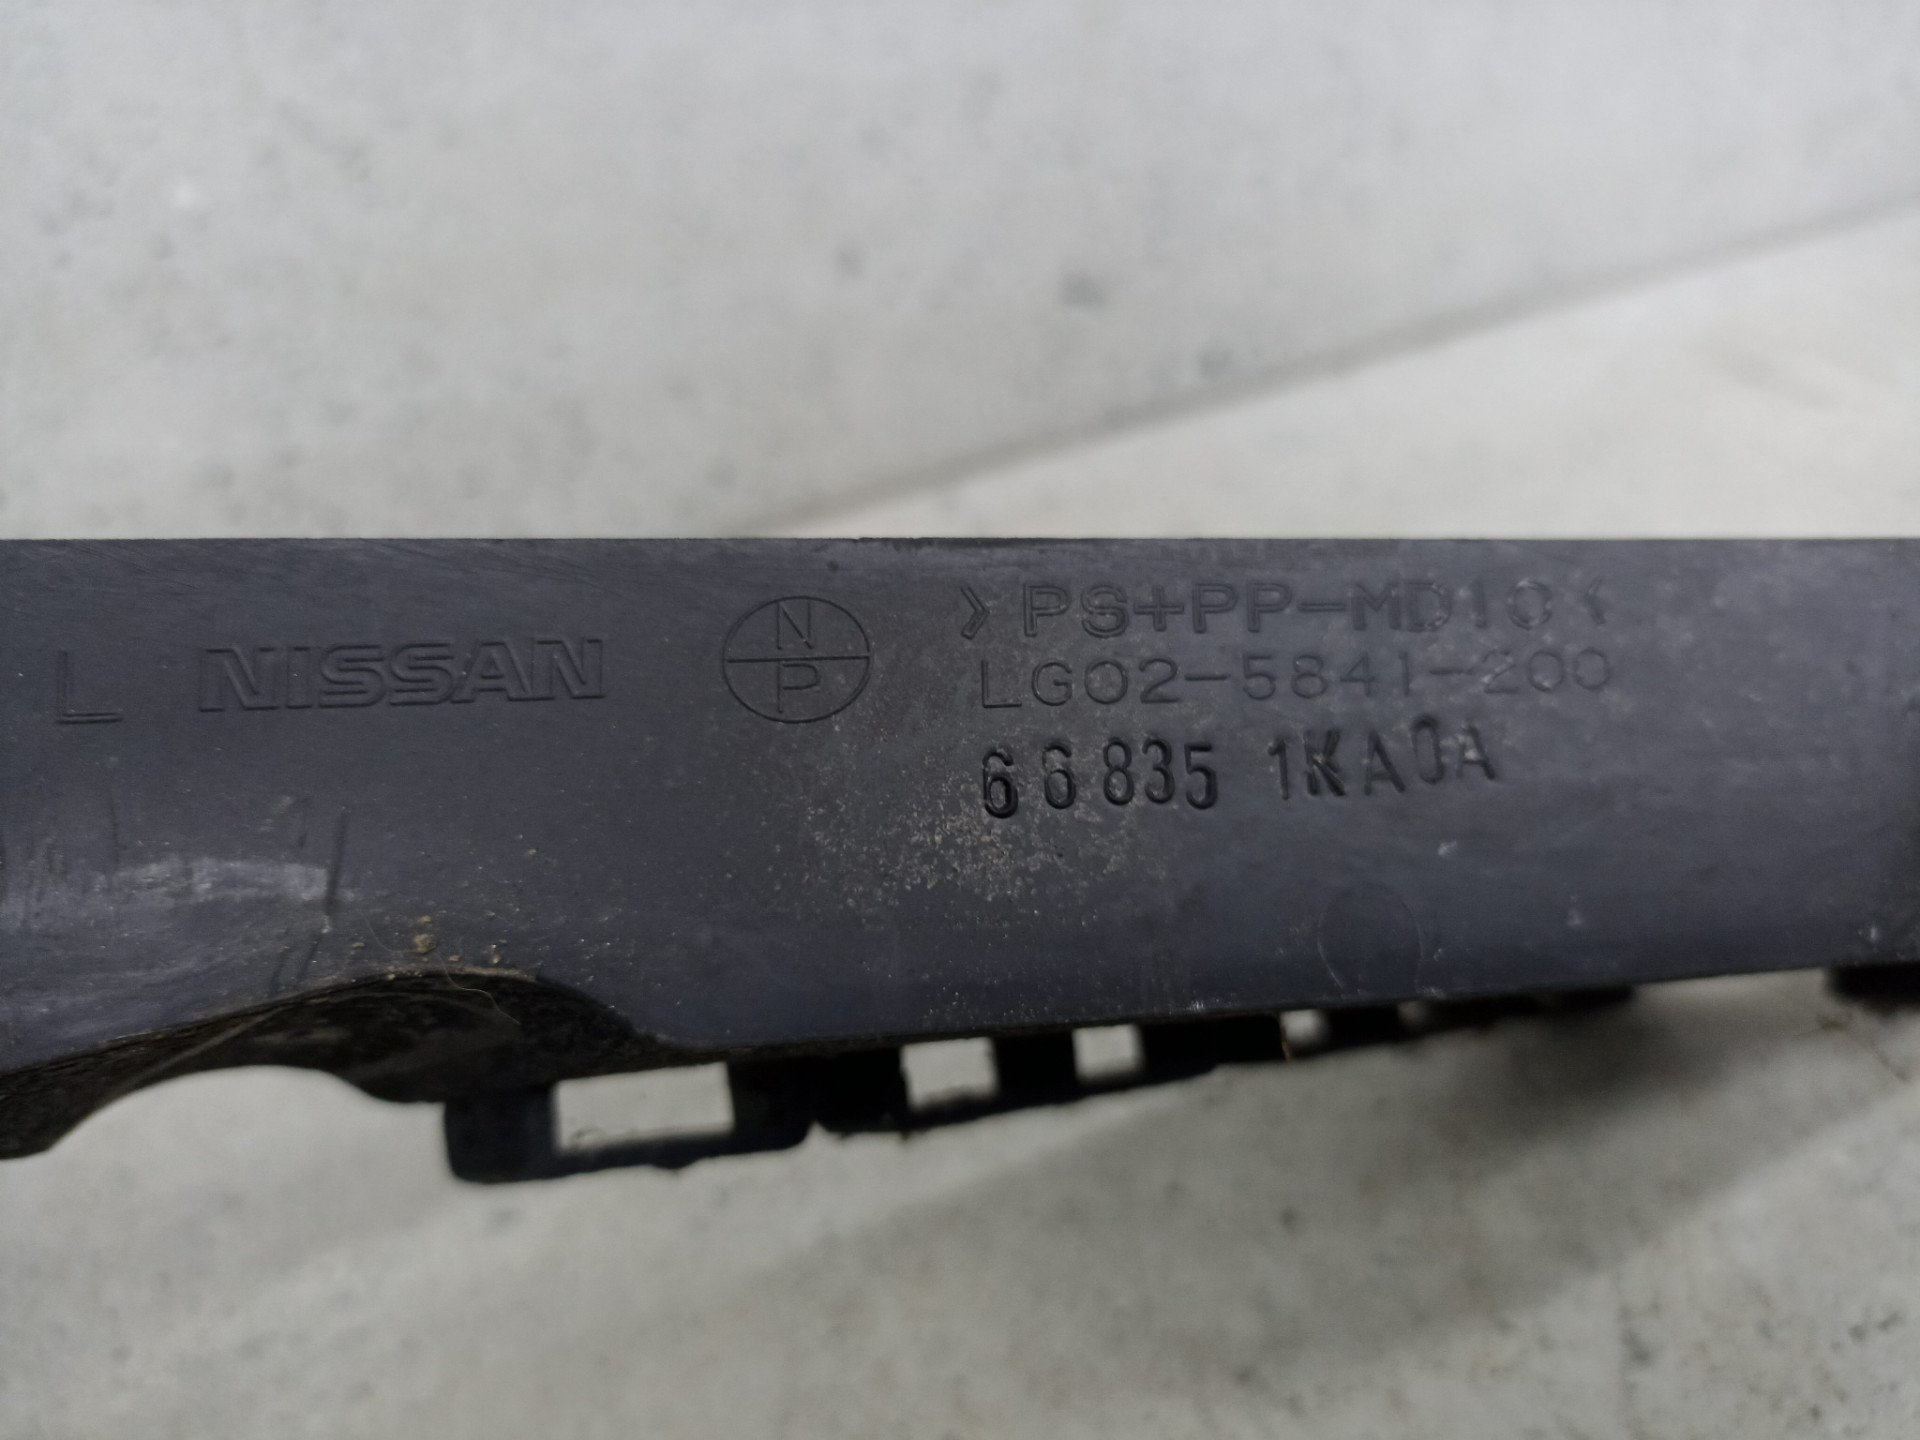 L NISSAN
N
P
>PS+PP-MD10<
LG02-5841-200
66835 1KA0A